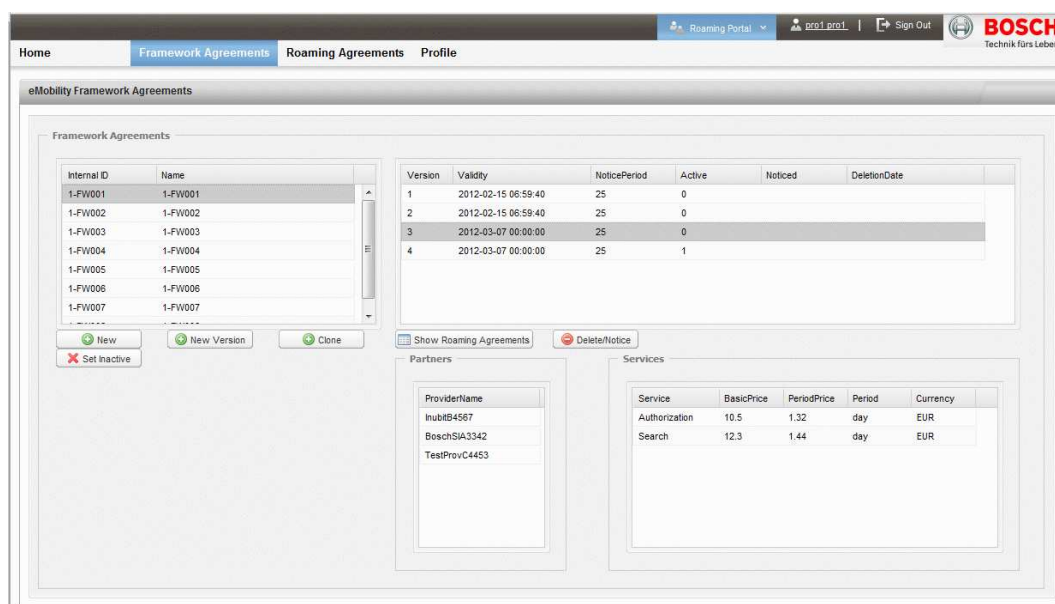 Roaming Portal
pro1 pro1 | Sign Out
BOSCH
Technik fürs Leben
Home Framework Agreements Roaming Agreements Profile
eMobility Framework Agreements
Framework Agreements
Internal ID Name
1-FW001 1-FW001
1-FW002 1-FW002
1-FW003 1-FW003
1-FW004 1-FW004
1-FW005 1-FW005
1-FW006 1-FW006
1-FW007 1-FW007
Version Validity NoticePeriod Active Noticed DeletionDate
1 2012-02-15 06:59:40 25 0
2 2012-02-15 06:59:40 25 0
3 2012-03-07 00:00:00 25 0
4 2012-03-07 00:00:00 25 1
New New Version Clone
Set Inactive
Show Roaming Agreements Delete/Notice
Partners
ProviderName
InubitB4567
BoschSIA3342
TestProvC4453
Services
Service BasicPrice PeriodPrice Period Currency
Authorization 10.5 1.32 day EUR
Search 12.3 1.44 day EUR